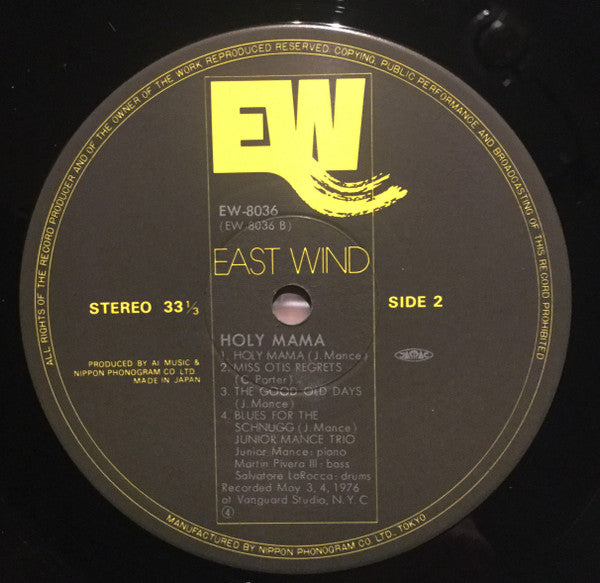 ALL RIGHTS OF THE RECORD PRODUCER AND OF THE OWNER OF THE WORK REPRODUCED RESERVED. COPYING, PUBLIC PERFORMANCE AND BROADCASTING OF THIS RECORD PROHIBITED
EW
EW-8036
(EW 8036 B)
EAST WIND
STEREO 33 1/3
SIDE 2
HOLY MAMA
1. HOLY MAMA (J. Mance)
2. MISS OTIS REGRETS
(C. Porter)
3. THE GOOD OLD DAYS
(J. Mance)
4. BLUES FOR THE
SCHNUGG (J. Mance)
JUNIOR MANCE TRIO
Junior Mance: piano
Martin Pivera III: bass
Salvatore LaRocca: drums
Recorded May 3, 4, 1976
at Vanguard Studio, N. Y. C
④
PRODUCED BY AI MUSIC &
NIPPON PHONOGRAM CO. LTD.
MADE IN JAPAN
JASRAC
MANUFACTURED BY NIPPON PHONOGRAM CO. LTD., TOKYO